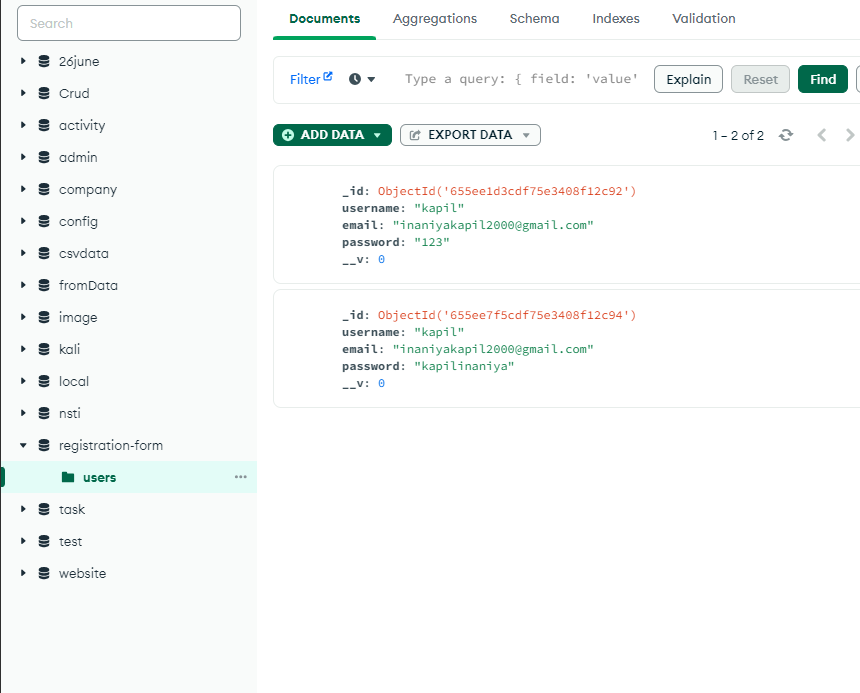 Search
26june
Crud
activity
admin
company
config
csvdata
fromData
image
kali
local
nsti
registration-form
users
task
test
website
Documents Aggregations Schema Indexes Validation
Filter Type a query: { field: 'value' Explain Reset Find
ADD DATA EXPORT DATA 1 – 2 of 2
_id: ObjectId('655ee1d3cdf75e3408f12c92')
username: "kapil"
email: "inaniyakapil2000@gmail.com"
password: "123"
__v: 0
_id: ObjectId('655ee7f5cdf75e3408f12c94')
username: "kapil"
email: "inaniyakapil2000@gmail.com"
password: "kapilinaniya"
__v: 0